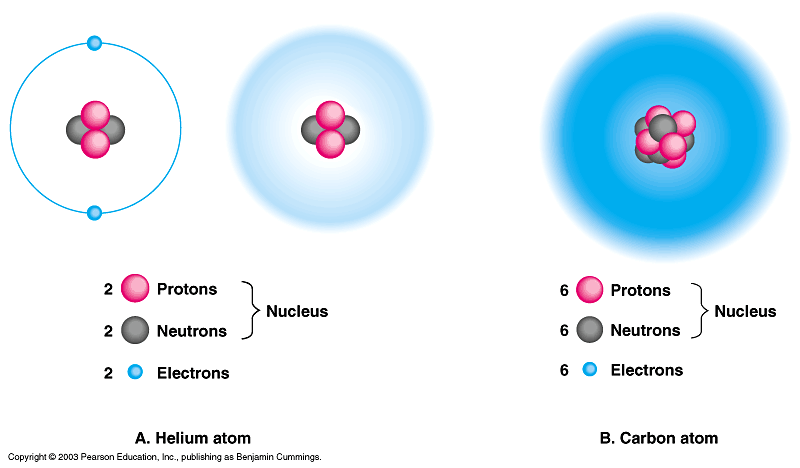 2 Protons
2 Neutrons
Nucleus
2 Electrons
A. Helium atom
6 Protons
6 Neutrons
Nucleus
6 Electrons
B. Carbon atom
Copyright © 2003 Pearson Education, Inc., publishing as Benjamin Cummings.